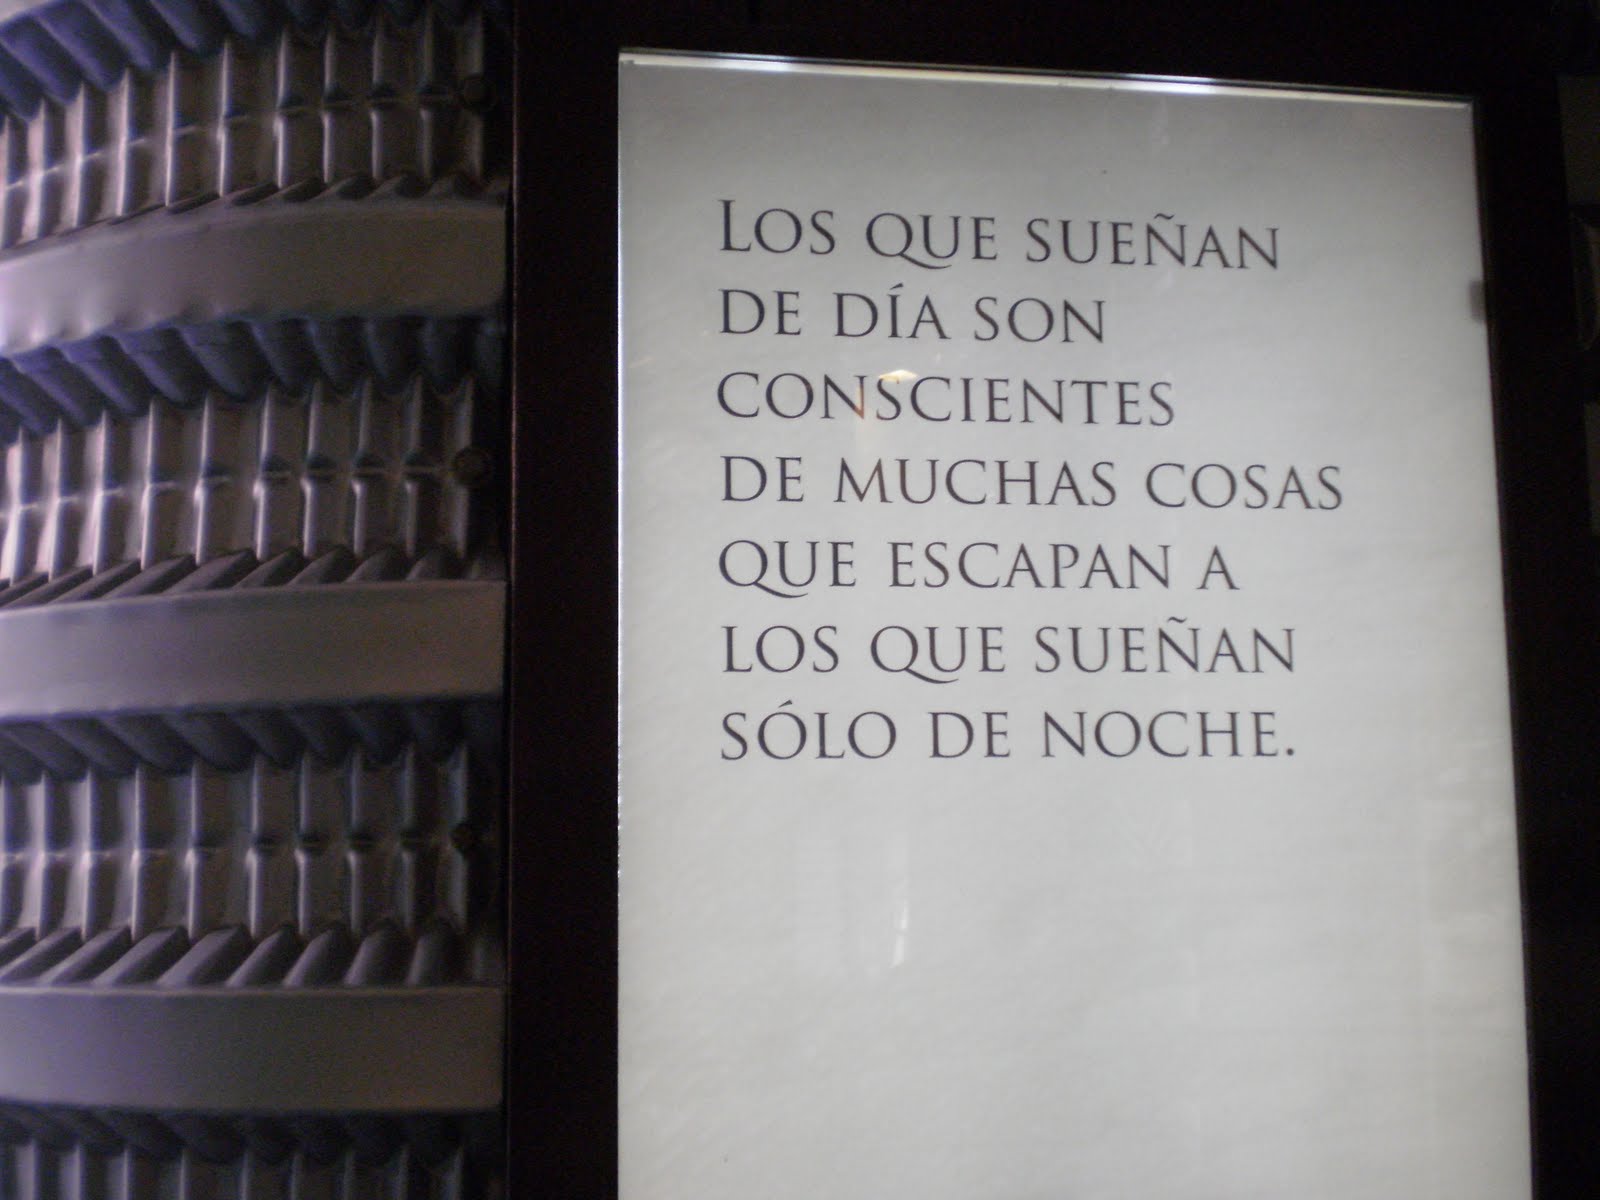 Los que sueñan
de día son
conscientes
de muchas cosas
que escapan a
los que sueñan
sólo de noche.